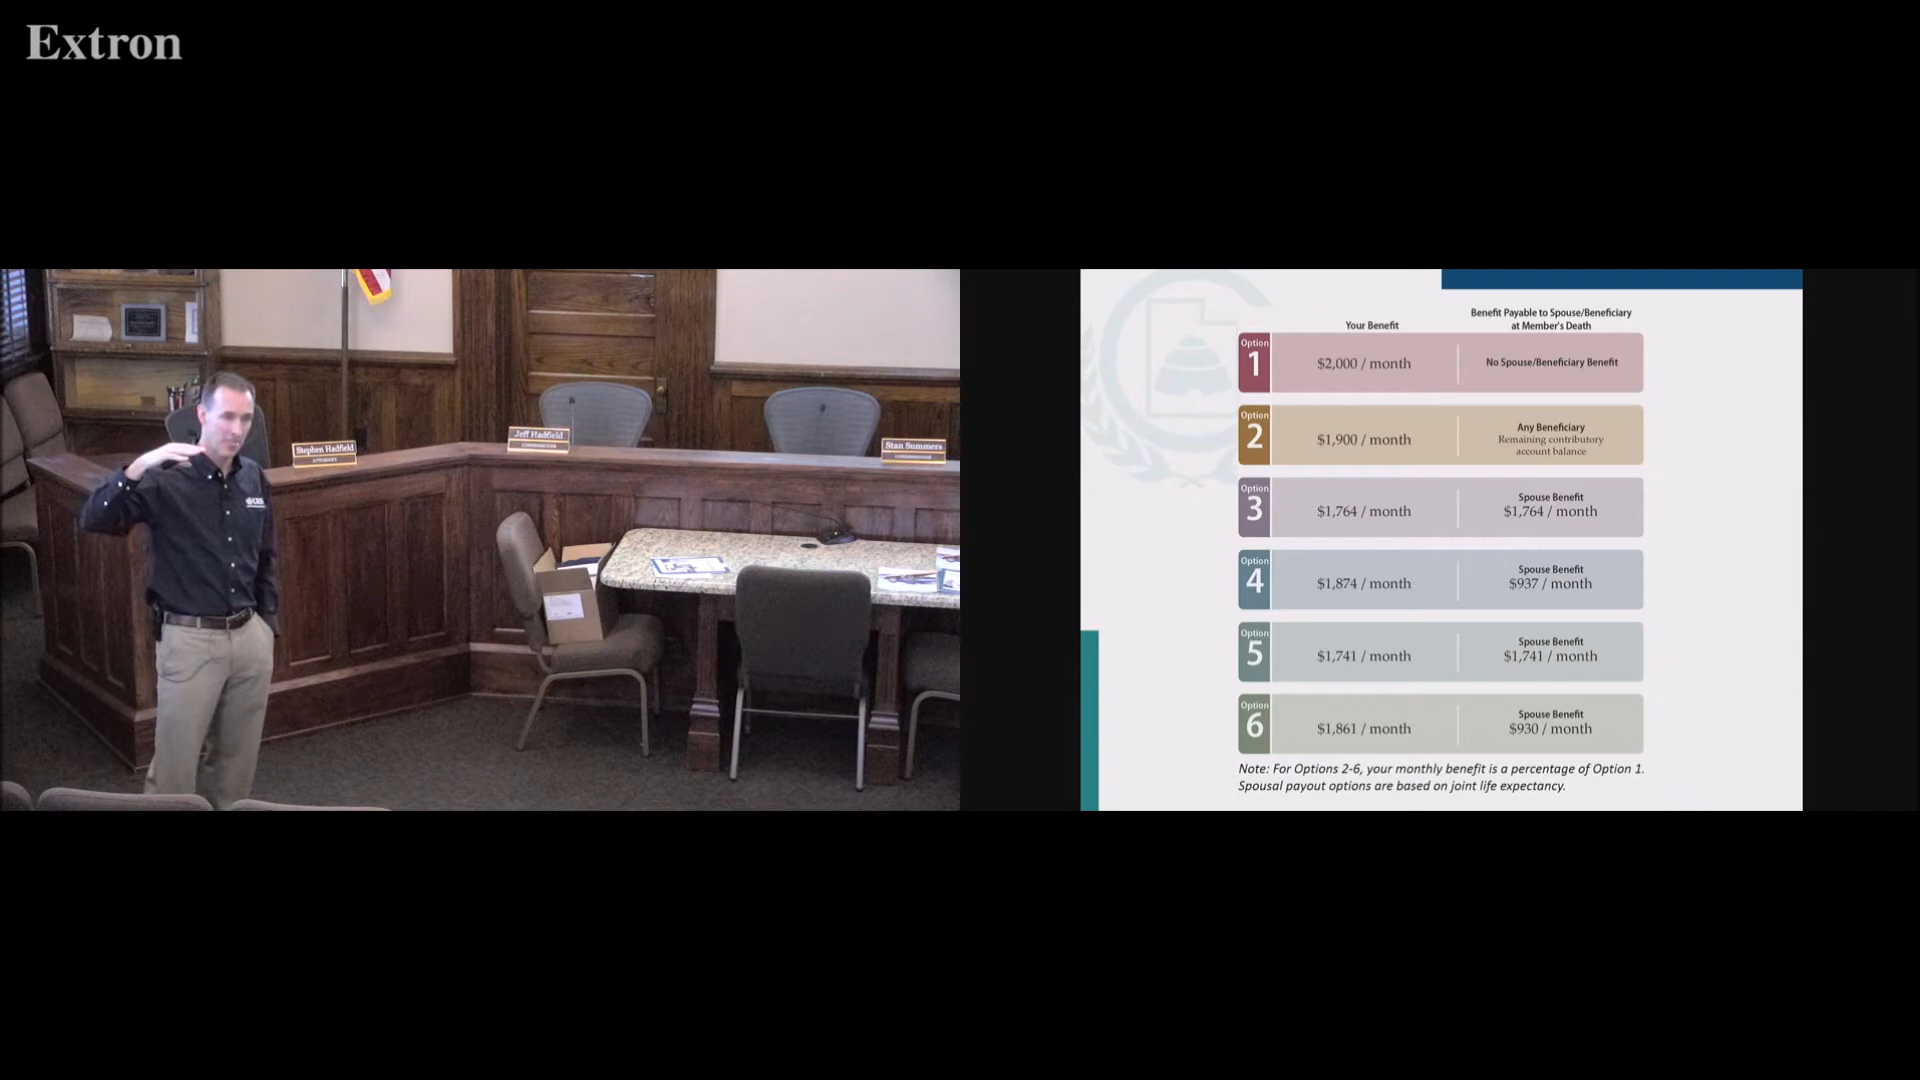 Extron
Stephen Hadfield
ATTORNEY
Jeff Hadfield
COMMISSIONER
Stan Summers
COMMISSIONER
URS
Your Benefit
Benefit Payable to Spouse/Beneficiary
at Member's Death
Option
1
$2,000 / month
No Spouse/Beneficiary Benefit
Option
2
$1,900 / month
Any Beneficiary
Remaining contributory
account balance
Option
3
$1,764 / month
Spouse Benefit
$1,764 / month
Option
4
$1,874 / month
Spouse Benefit
$937 / month
Option
5
$1,741 / month
Spouse Benefit
$1,741 / month
Option
6
$1,861 / month
Spouse Benefit
$930 / month
Note: For Options 2-6, your monthly benefit is a percentage of Option 1.
Spousal payout options are based on joint life expectancy.